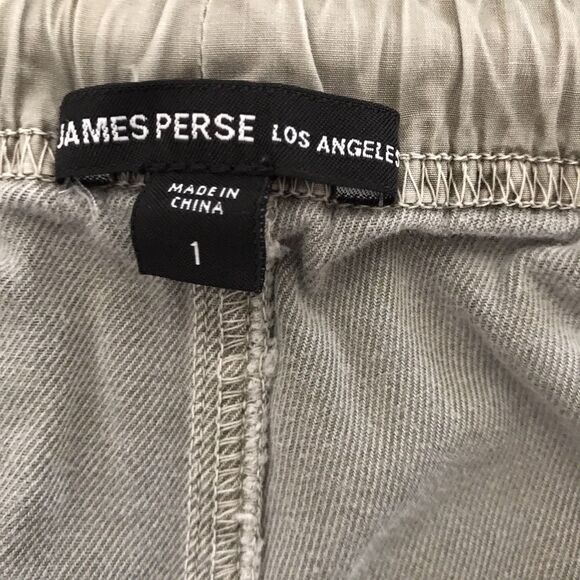 JAMES PERSE LOS ANGELES
MADE IN
CHINA
1